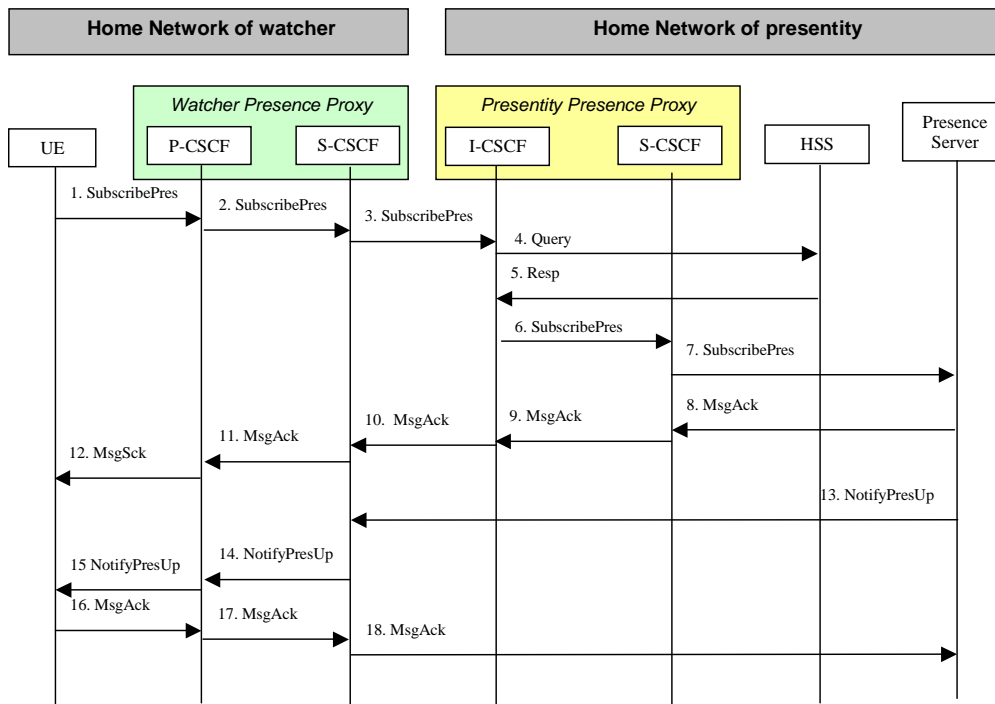 Home Network of watcher
Home Network of presentity
Watcher Presence Proxy
Presentity Presence Proxy
UE
P-CSCF
S-CSCF
I-CSCF
S-CSCF
HSS
Presence
Server
1. SubscribePres
2. SubscribePres
3. SubscribePres
4. Query
5. Resp
6. SubscribePres
7. SubscribePres
8. MsgAck
9. MsgAck
10. MsgAck
11. MsgAck
12. MsgSck
13. NotifyPresUp
14. NotifyPresUp
15 NotifyPresUp
16. MsgAck
17. MsgAck
18. MsgAck